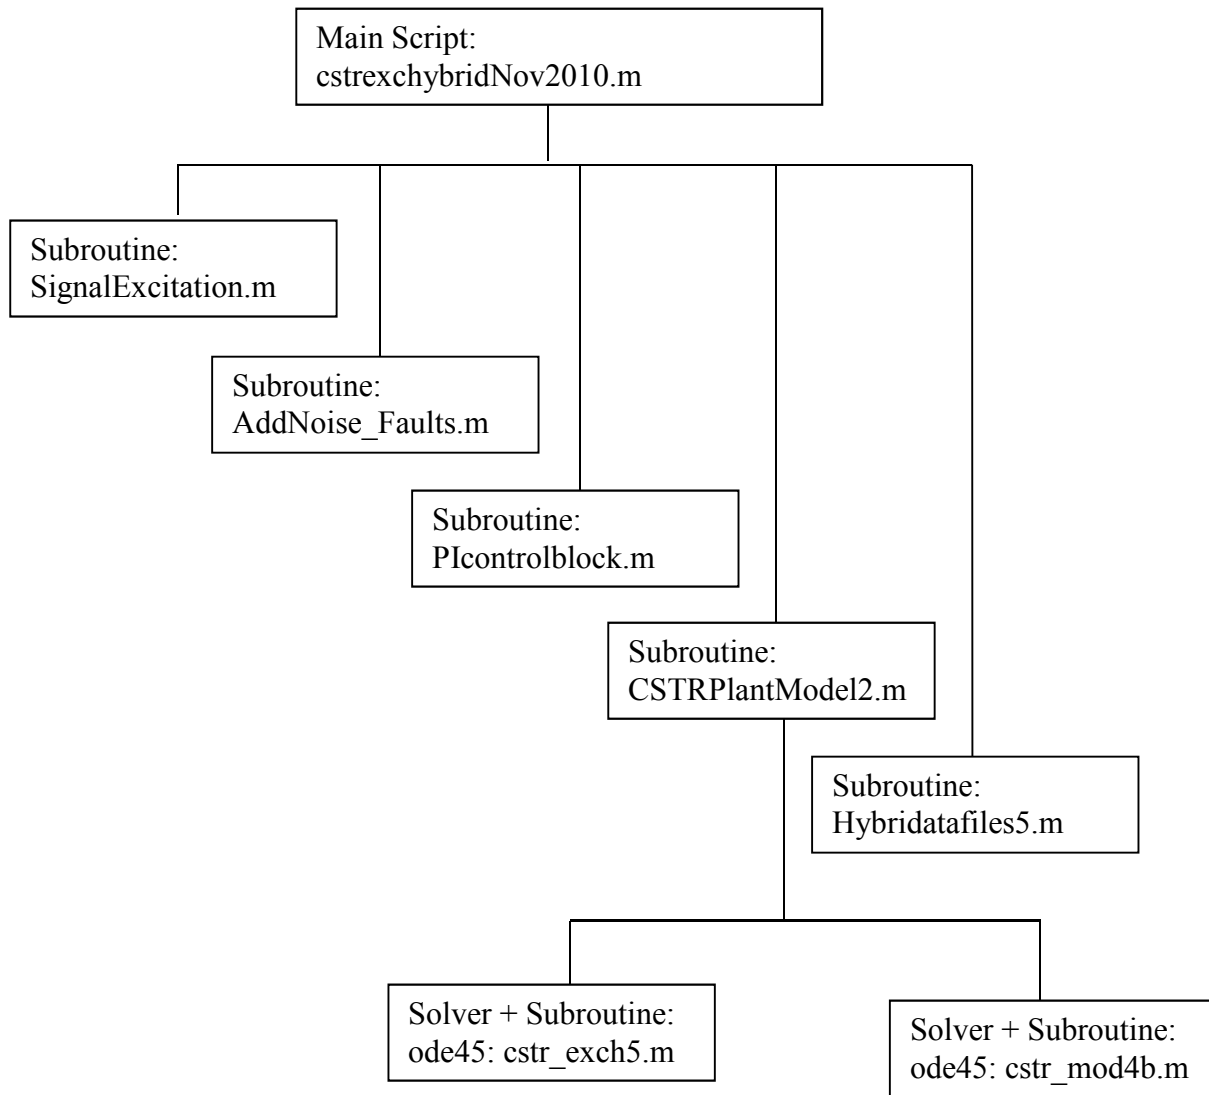 Main Script:
cstrexchybridNov2010.m
Subroutine:
SignalExcitation.m
Subroutine:
AddNoise_Faults.m
Subroutine:
PIcontrolblock.m
Subroutine:
CSTRPlantModel2.m
Subroutine:
Hybridatafiles5.m
Solver + Subroutine:
ode45: cstr_exch5.m
Solver + Subroutine:
ode45: cstr_mod4b.m